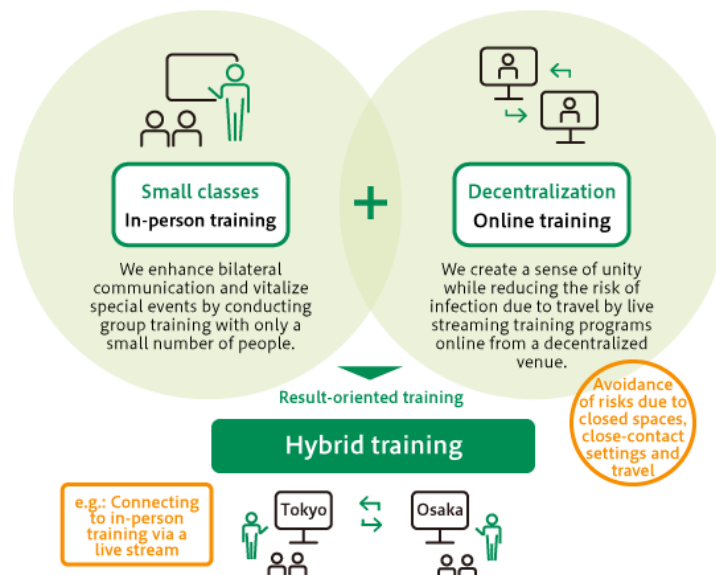 Small classes
In-person training
We enhance bilateral
communication and vitalize
special events by conducting
group training with only a
small number of people.
+
Decentralization
Online training
We create a sense of unity
while reducing the risk of
infection due to travel by live
streaming training programs
online from a decentralized
venue.
Avoidance
of risks due to
closed spaces,
close-contact
settings and
travel
Result-oriented training
Hybrid training
e.g.: Connecting
to in-person
training via a
live stream
Tokyo
Osaka